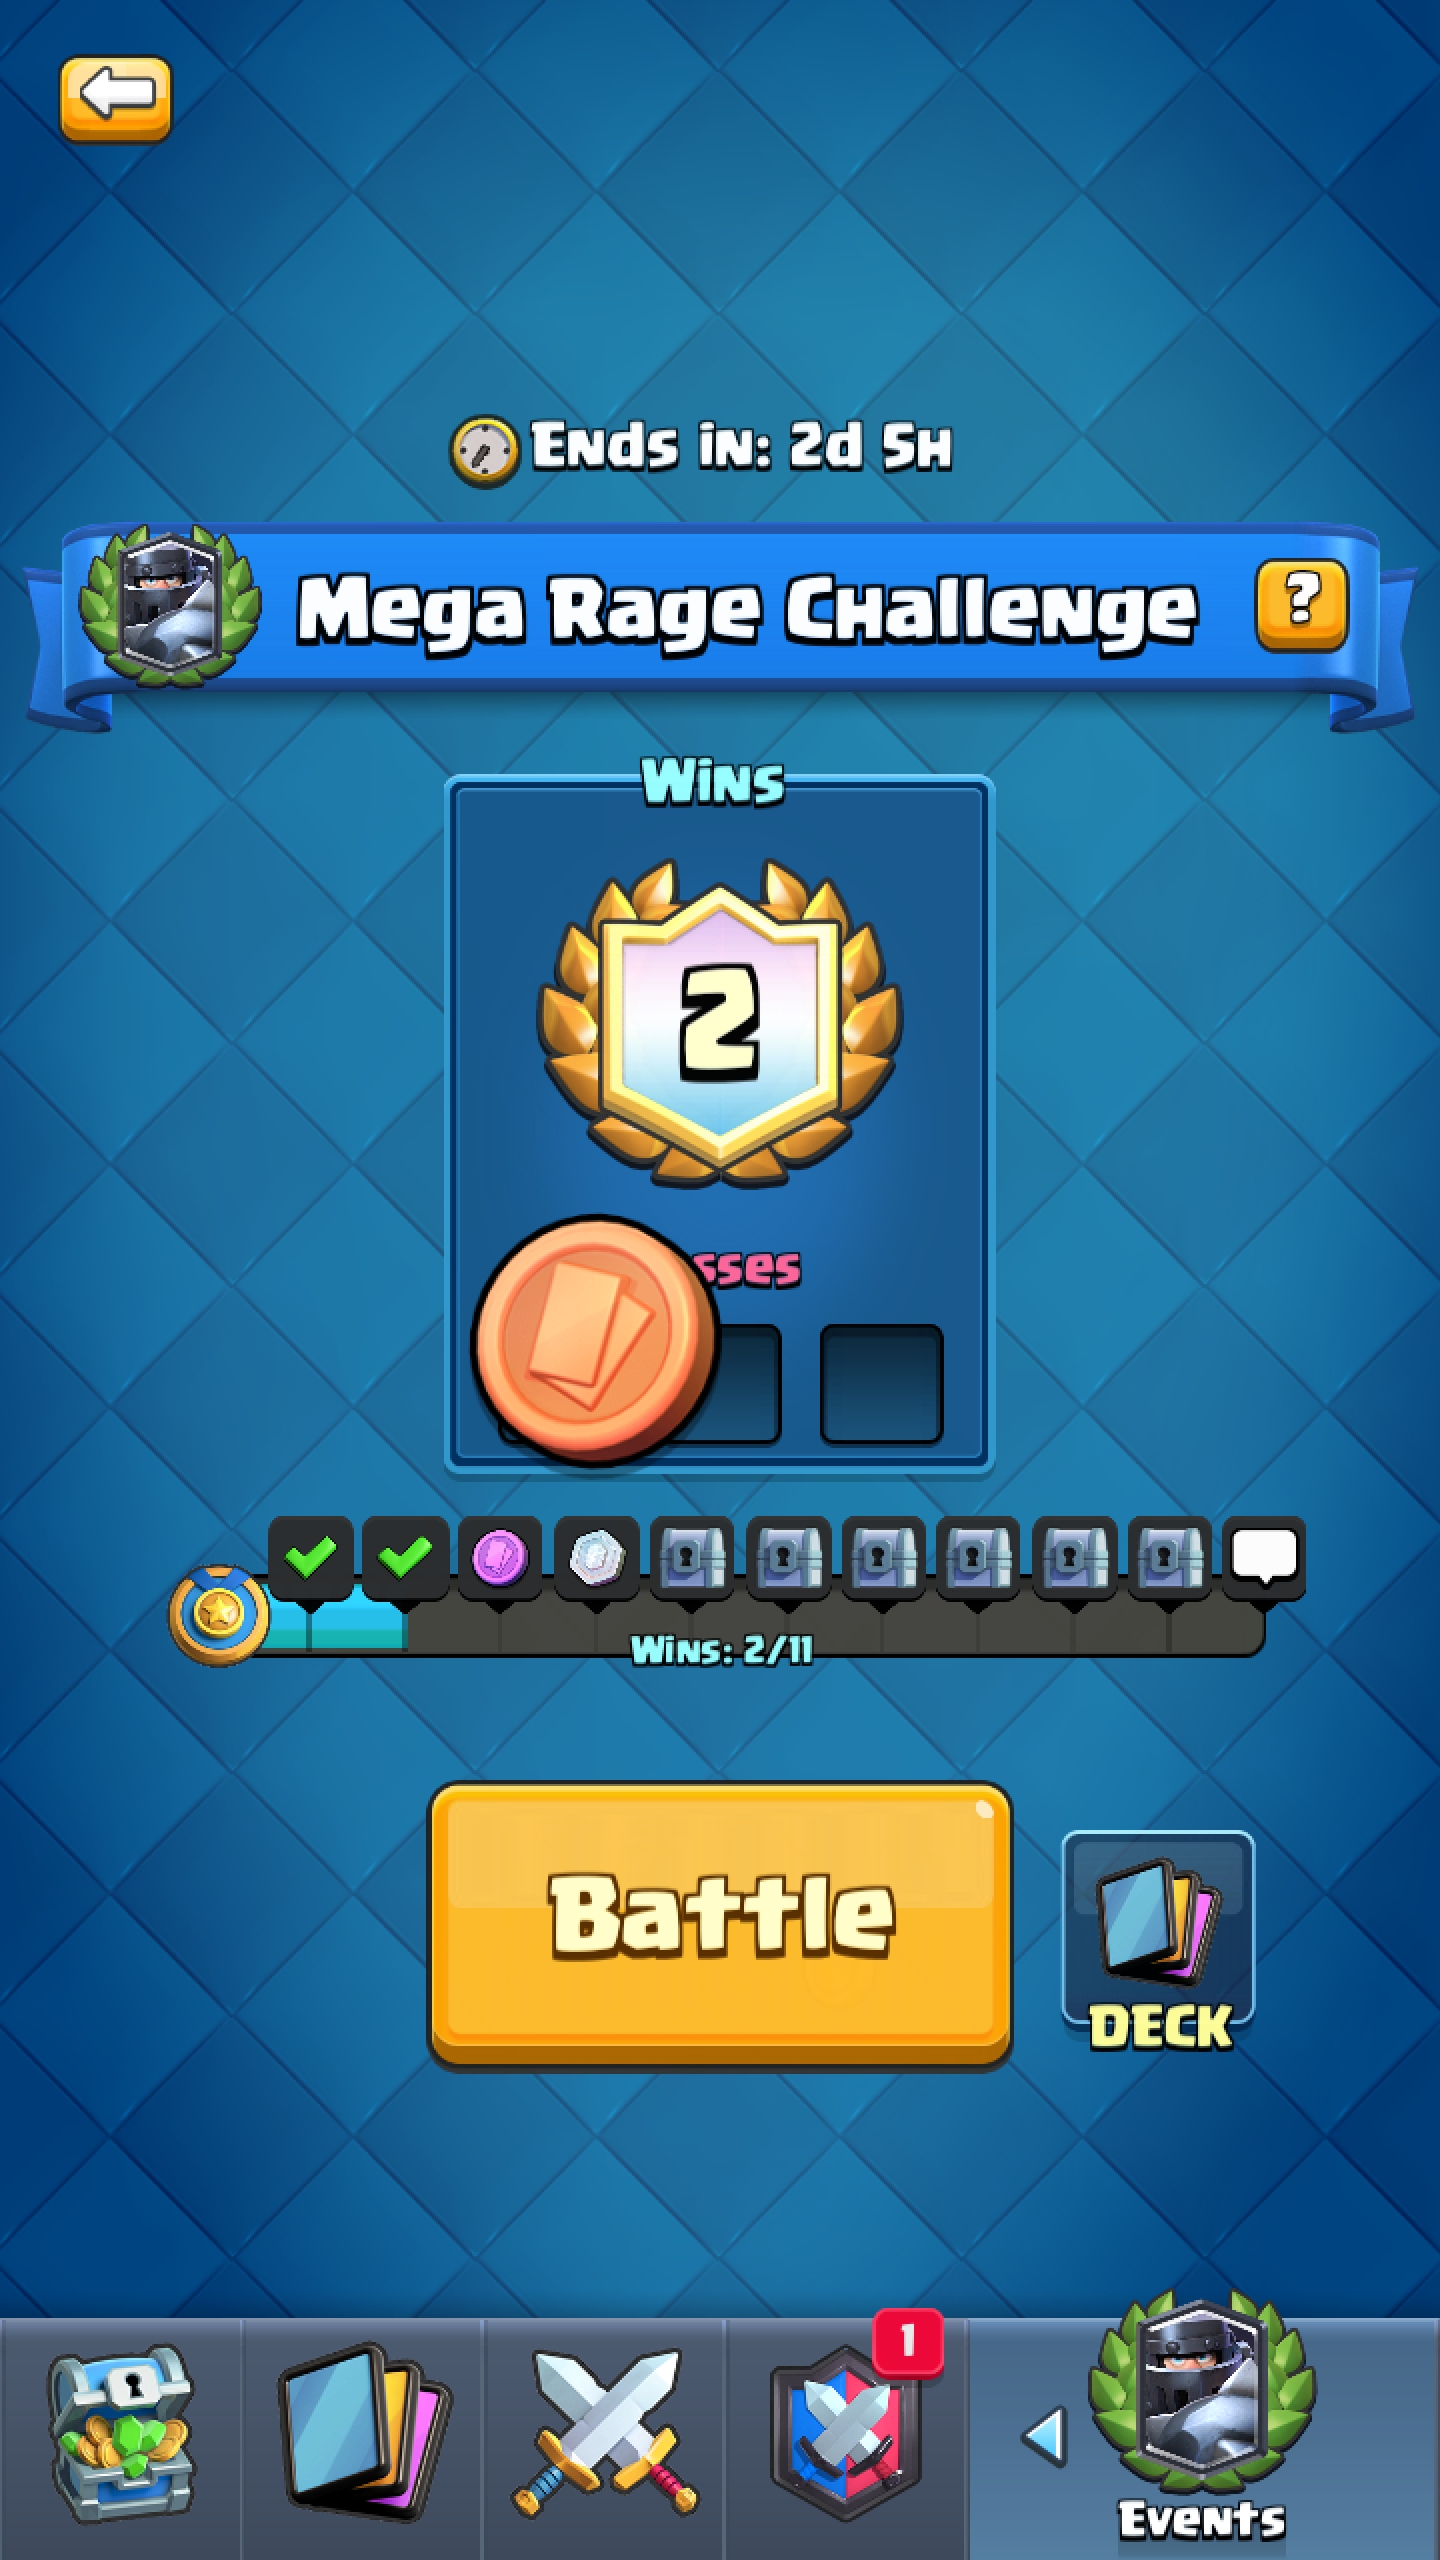 Ends in: 2d 5h
Mega Rage Challenge
?
Wins
2
Wins: 2/11
Battle
DECK
1
Events